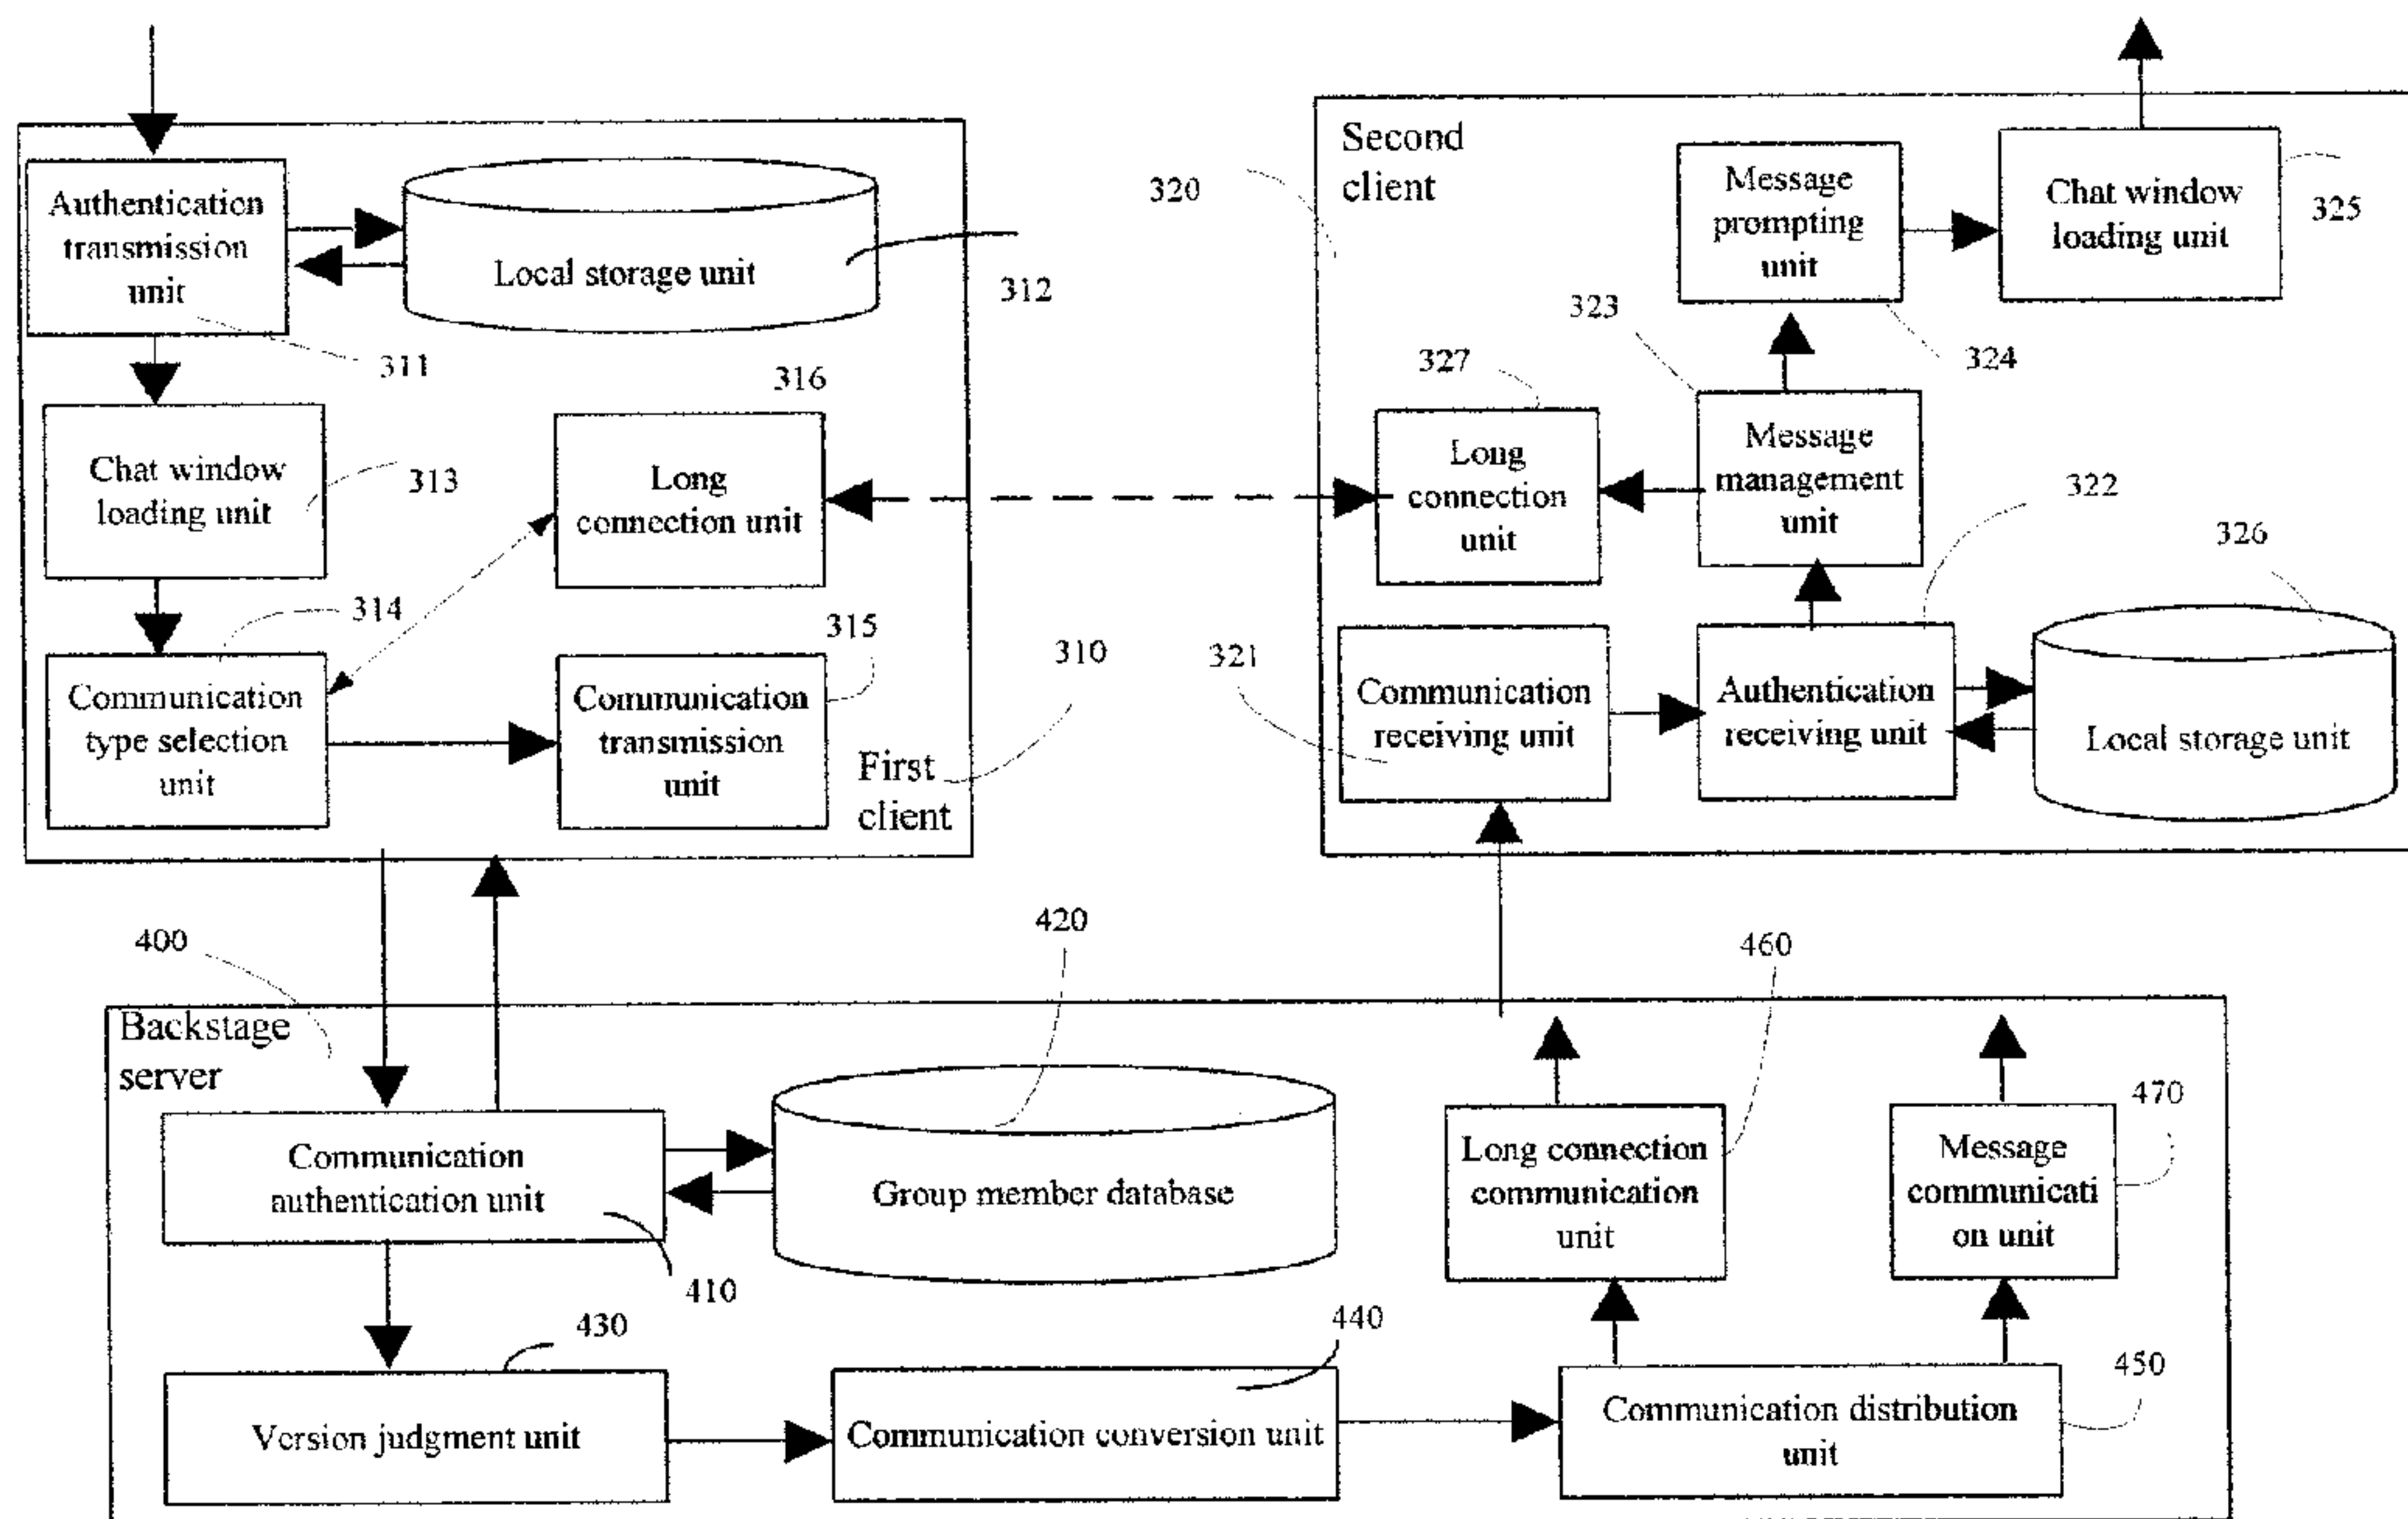 Authentication
transmission
unit
Local storage unit
312
311
316
Chat window
loading unit
313
Long
connection unit
314
315
Communication
type selection
unit
Communication
transmission
unit
310
First
client
Second
client
320
Message
prompting
unit
Chat window
loading unit
325
323
324
327
Long
connection
unit
Message
management
unit
322
326
321
Communication
receiving unit
Authentication
receiving unit
Local storage unit
400
420
460
Backstage
server
Communication
authentication unit
410
Group member database
Long connection
communication
unit
Message
communicati
on unit
470
430
440
450
Version judgment unit
Communication conversion unit
Communication distribution
unit